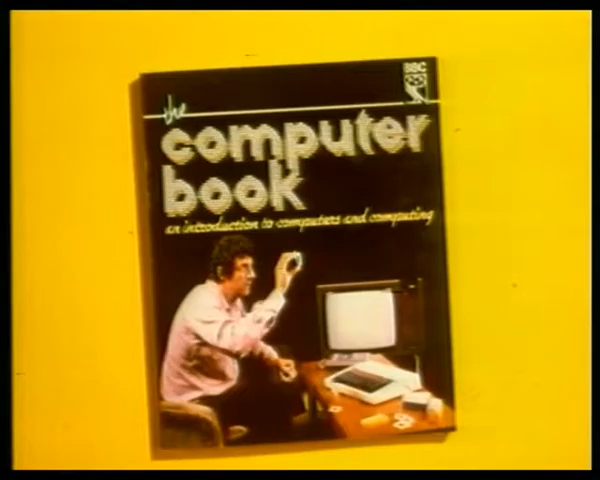 BBC
the
computer
book
an introduction to computers and computing